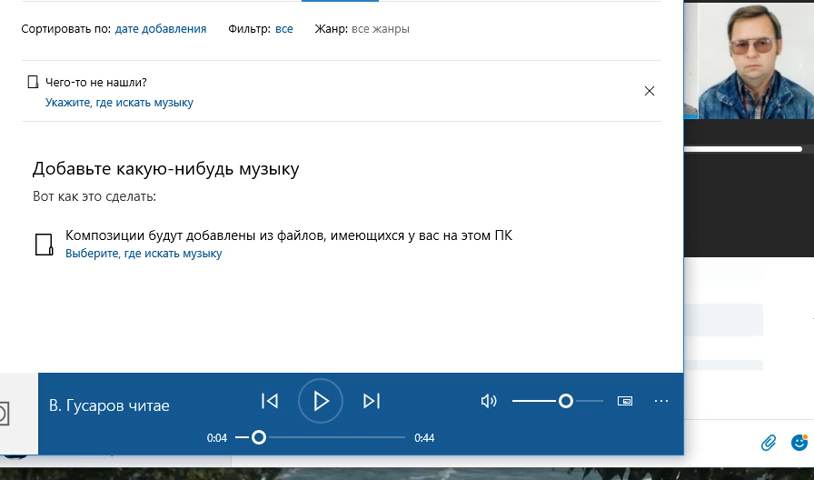 Сортировать по: дате добавления Фильтр: все Жанр: все жанры
Чего-то не нашли?
Укажите, где искать музыку
Добавьте какую-нибудь музыку
Вот как это сделать:
Композиции будут добавлены из файлов, имеющихся у вас на этом ПК
Выберите, где искать музыку
В. Гусаров читае
0:04 0:44